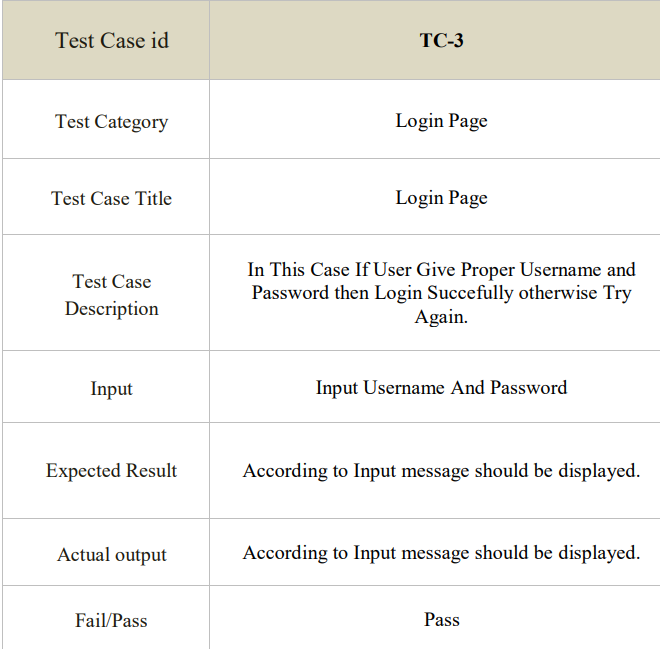 Test Case id
TC-3
Test Category
Login Page
Test Case Title
Login Page
Test Case
Description
In This Case If User Give Proper Username and
Password then Login Succefully otherwise Try
Again.
Input
Input Username And Password
Expected Result
According to Input message should be displayed.
Actual output
According to Input message should be displayed.
Fail/Pass
Pass